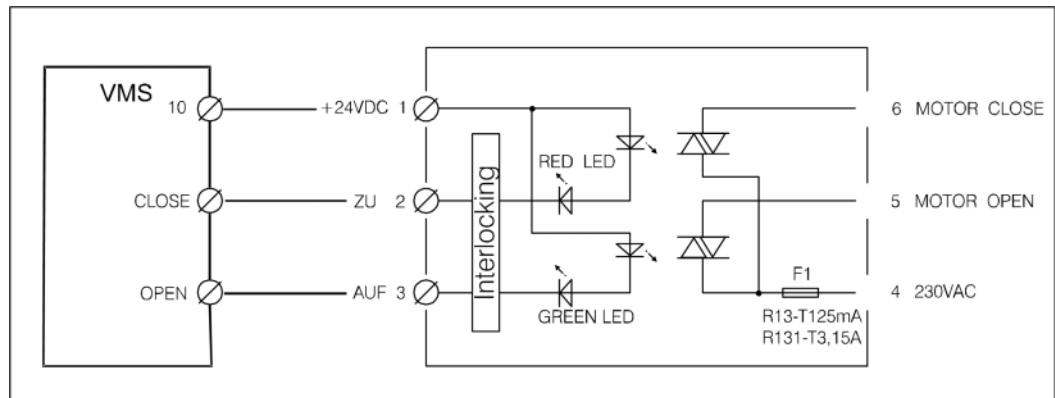 VMS
10
+24VDC 1
6 MOTOR CLOSE
RED LED
CLOSE
ZU 2
5 MOTOR OPEN
Interlocking
F1
OPEN
AUF 3
4 230VAC
GREEN LED
R13-T125mA
R131-T3,15A